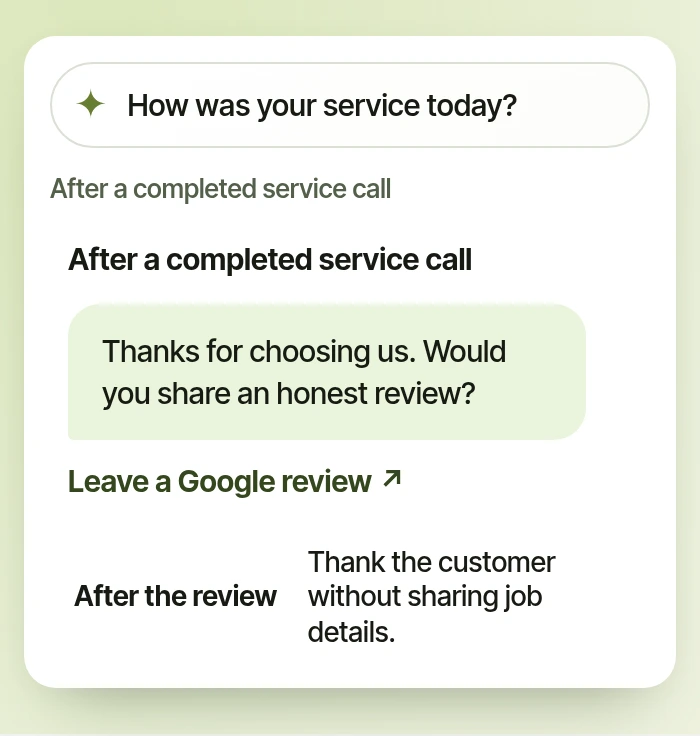 How was your service today?
After a completed service call
After a completed service call
Thanks for choosing us. Would
you share an honest review?
Leave a Google review ↗
After the review
Thank the customer
without sharing job
details.